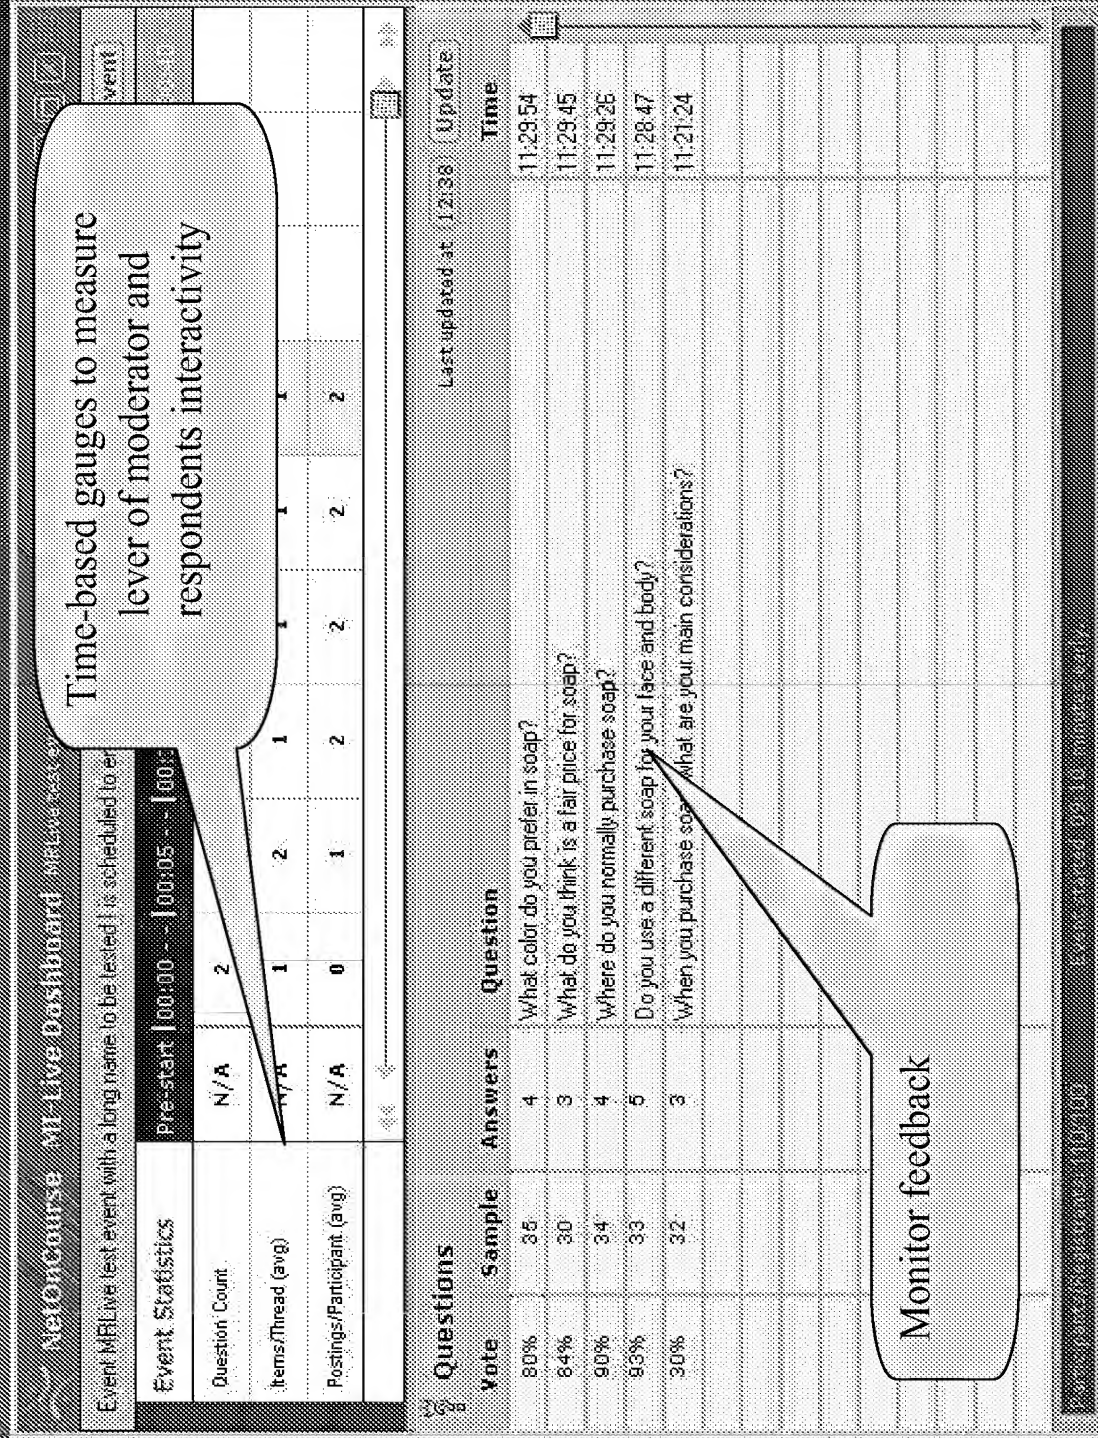 NetOnCourse MI Live Dashboard
Event MRLive test event with a long name to be tested I is scheduled to
Event Statistics Pre-start |00:00 - - |00:05 - - |00:
Question Count N/A 2
Items/Thread (avg) N/A 1 2 1 1 1 1
Postings/Participant (avg) N/A 0 1 2 2 2 2
Time-based gauges to measure
lever of moderator and
respondents interactivity
Questions Last updated at 12:38 Update
Vote Sample Answers Question Time
80% 35 4 What color do you prefer in soap? 11:29:54
84% 30 3 What do you think is a fair price for soap? 11:29:45
90% 34 4 Where do you normally purchase soap? 11:29:26
93% 33 5 Do you use a different soap for your face and body? 11:28:47
30% 32 3 When you purchase soap what are your main considerations? 11:21:24
Monitor feedback